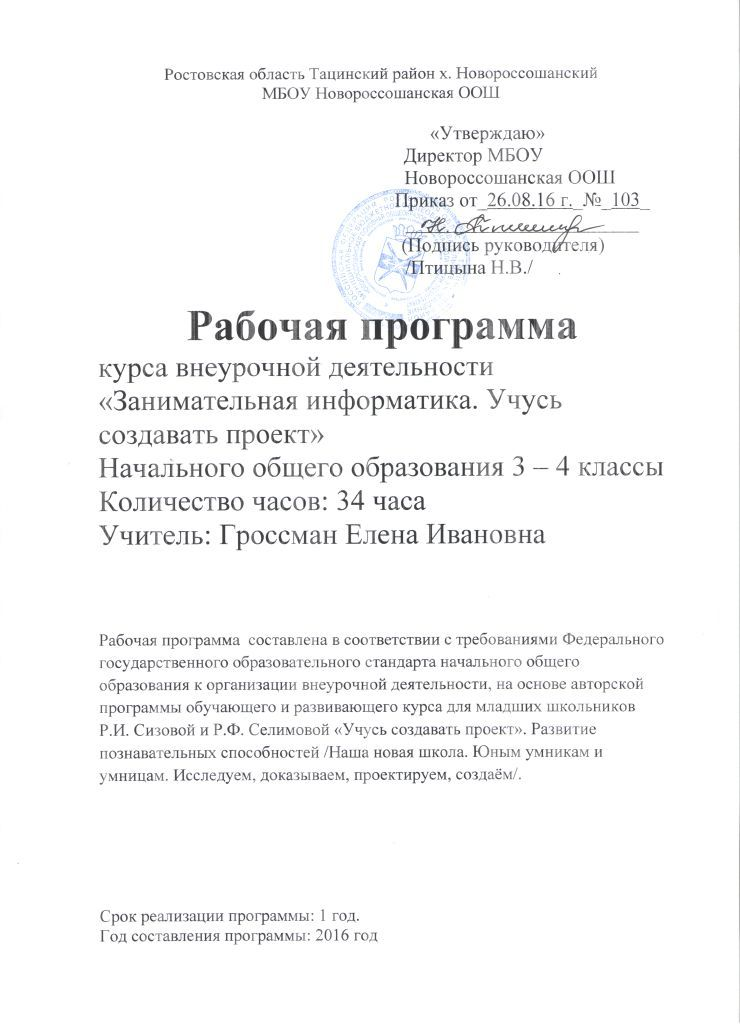 Ростовская область Тацинский район х. Новороссошанский
МБОУ Новороссошанская ООШ
«Утверждаю»
Директор МБОУ
Новороссошанская ООШ
Приказ от 26.08.16 г. № 103
(Подпись руководителя)
/Птицына Н.В./
Рабочая программа
курса внеурочной деятельности
«Занимательная информатика. Учусь
создавать проект»
Начального общего образования 3 – 4 классы
Количество часов: 34 часа
Учитель: Гроссман Елена Ивановна
Рабочая программа составлена в соответствии с требованиями Федерального
государственного образовательного стандарта начального общего
образования к организации внеурочной деятельности, на основе авторской
программы обучающего и развивающего курса для младших школьников
Р.И. Сизовой и Р.Ф. Селимовой «Учусь создавать проект». Развитие
познавательных способностей /Наша новая школа. Юным умникам и
умницам. Исследуем, доказываем, проектируем, создаём/.
Срок реализации программы: 1 год.
Год составления программы: 2016 год